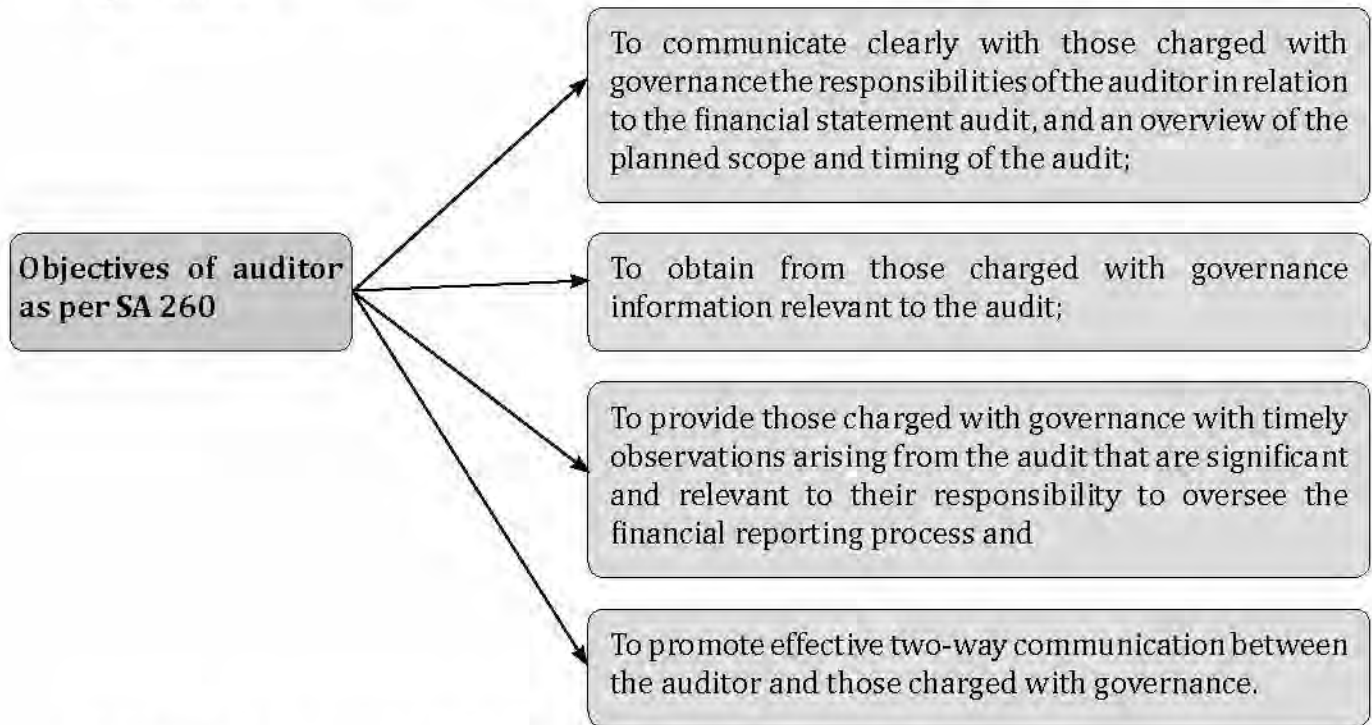 Objectives of auditor
as per SA 260
To communicate clearly with those charged with
governance the responsibilities of the auditor in relation
to the financial statement audit, and an overview of the
planned scope and timing of the audit;
To obtain from those charged with governance
information relevant to the audit;
To provide those charged with governance with timely
observations arising from the audit that are significant
and relevant to their responsibility to oversee the
financial reporting process and
To promote effective two-way communication between
the auditor and those charged with governance.